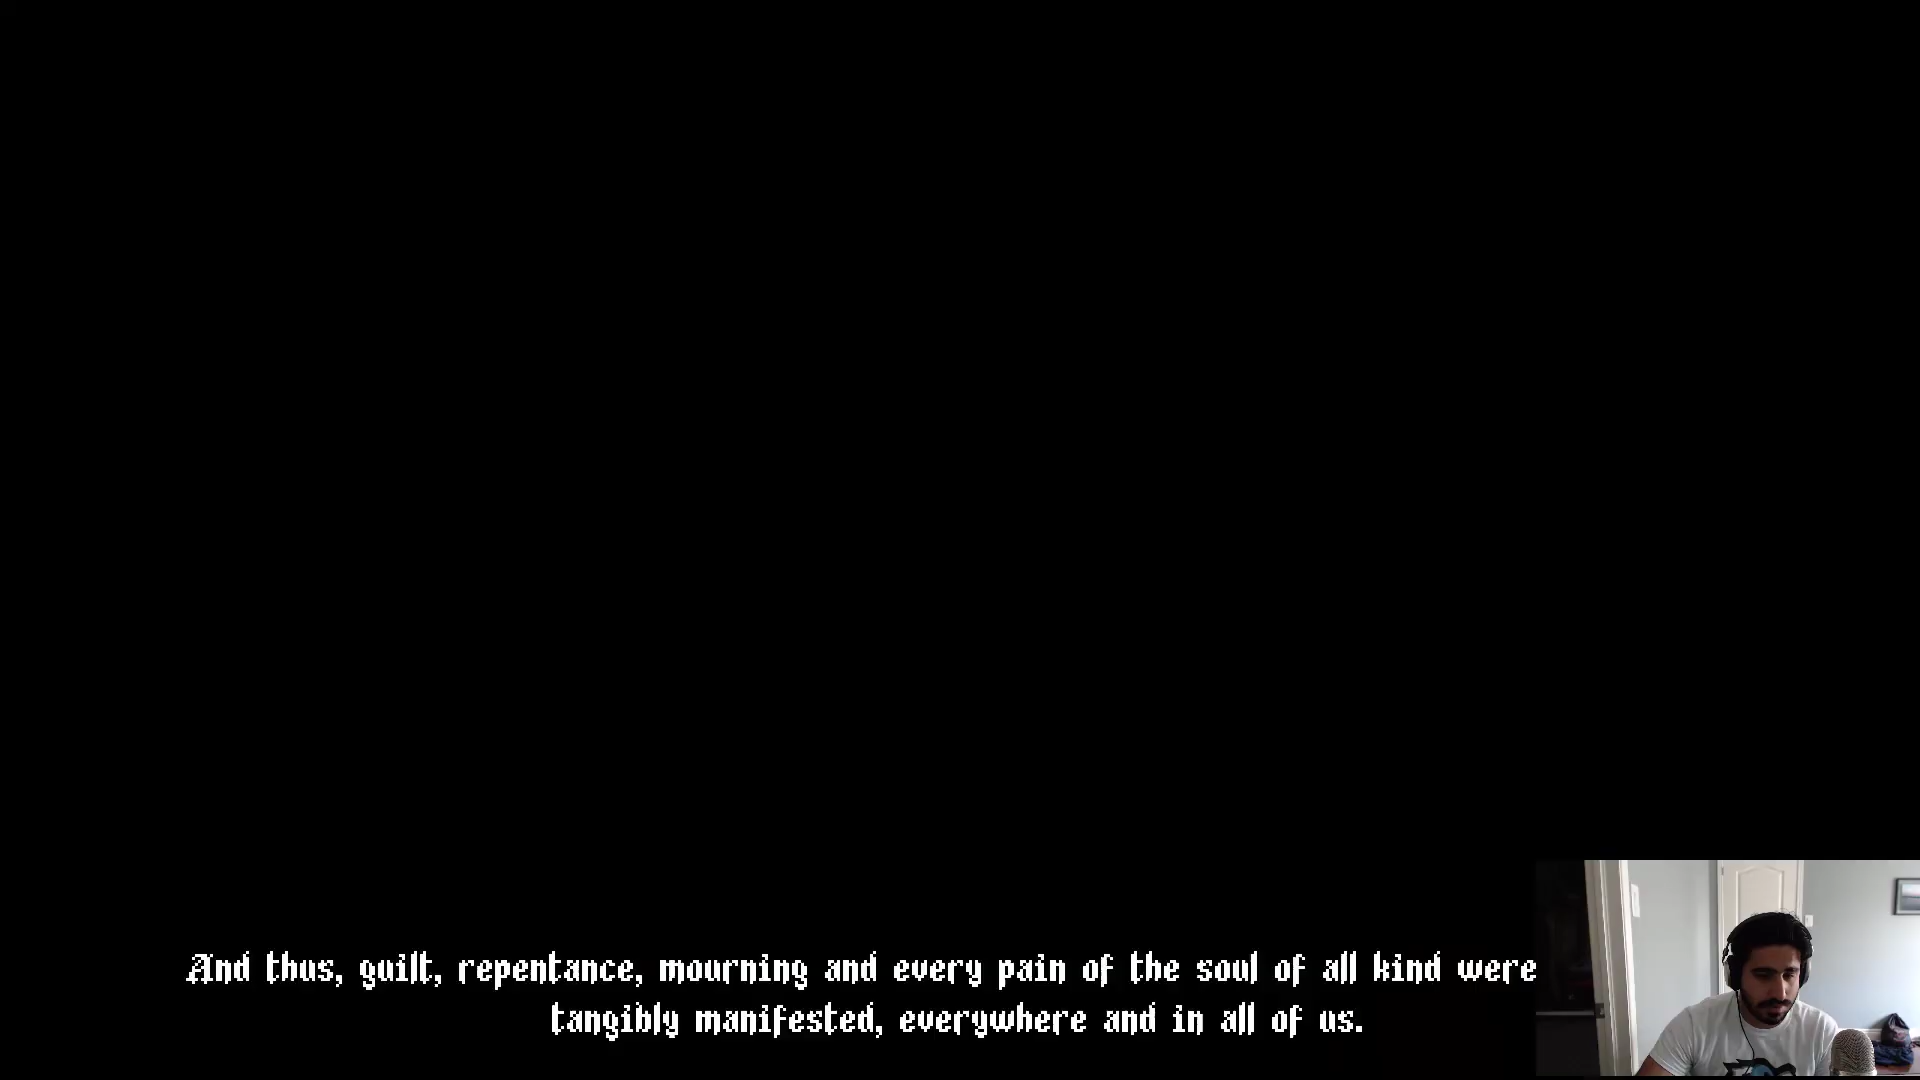 And thus, guilt, repentance, mourning and every pain of the soul of all kind were
tangibly manifested, everywhere and in all of us.